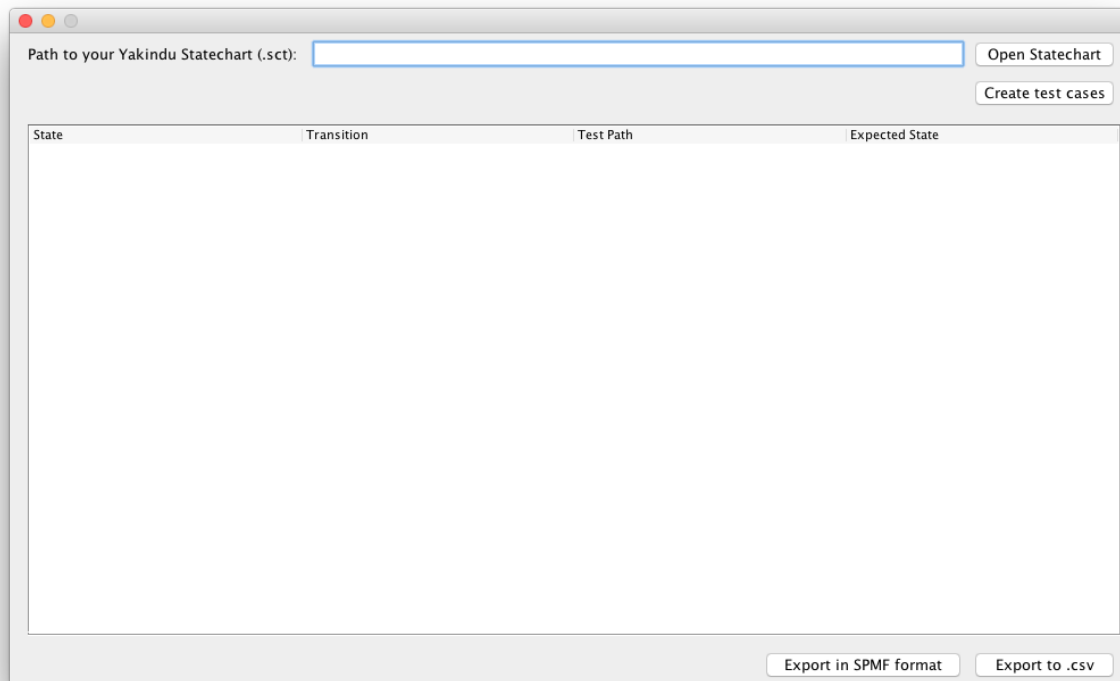 Path to your Yakindu Statechart (.sct): Open Statechart
Create test cases
State Transition Test Path Expected State
Export in SPMF format Export to .csv